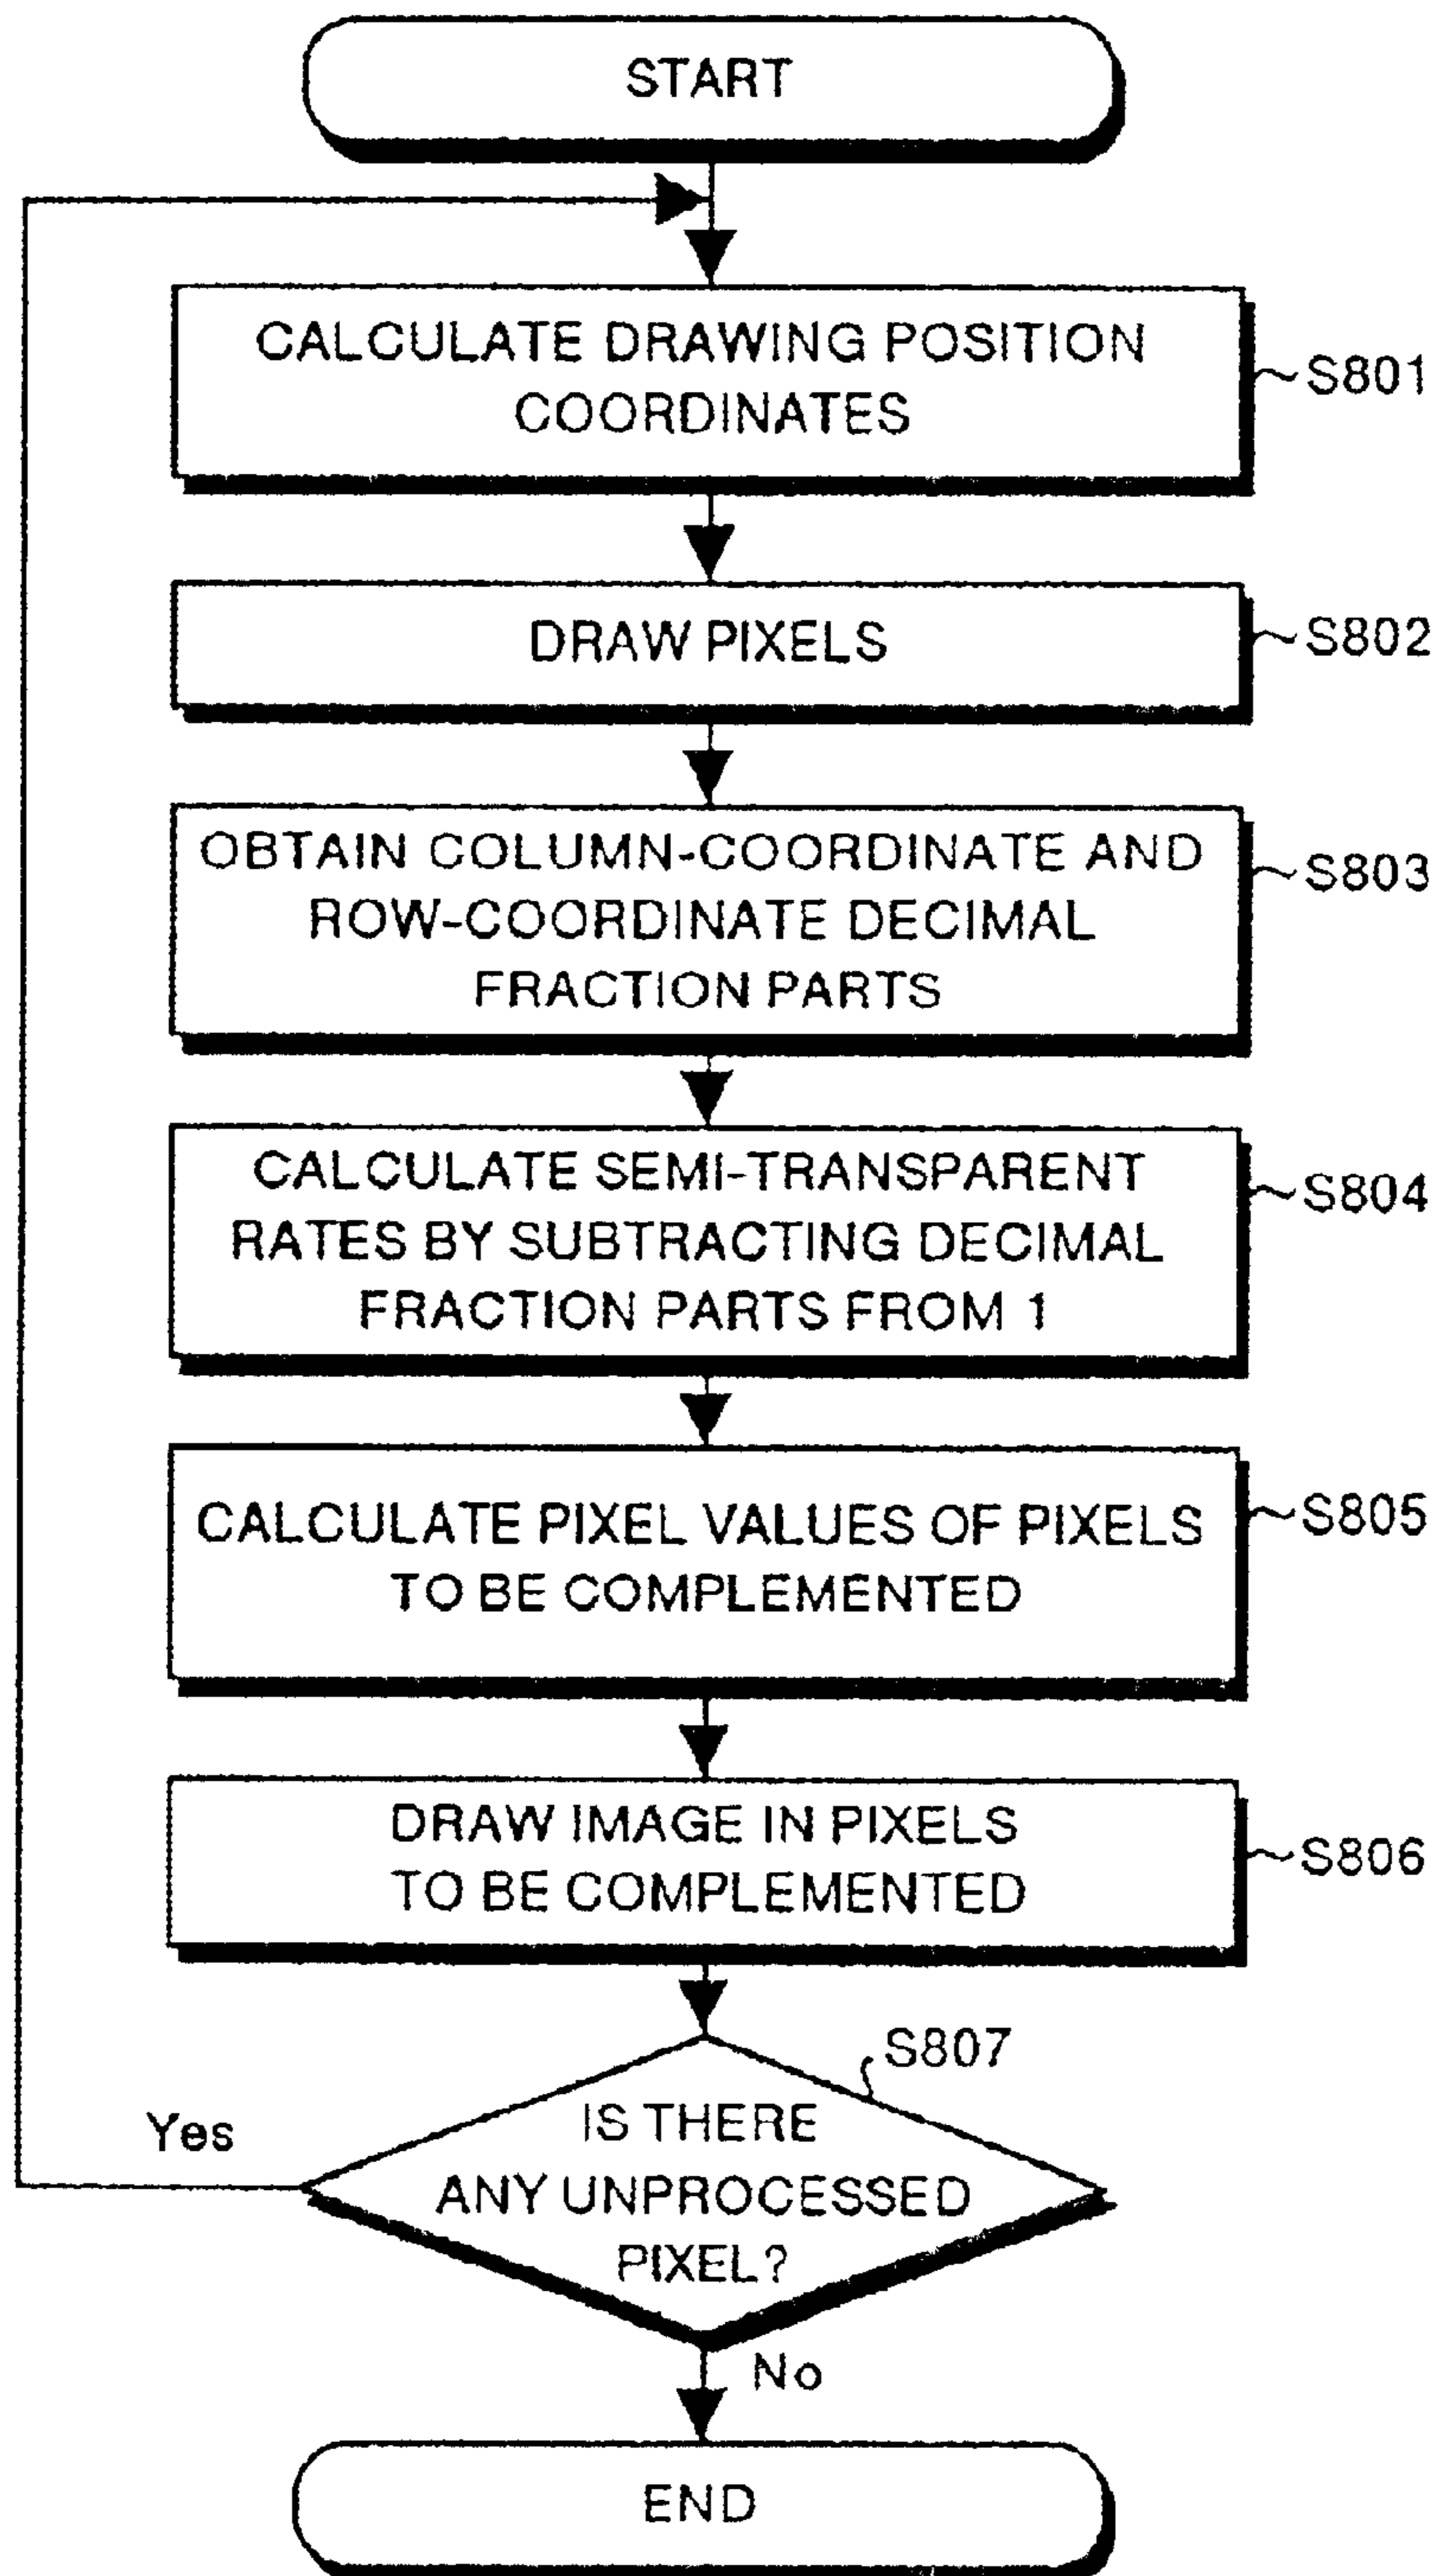 START
CALCULATE DRAWING POSITION
COORDINATES
S801
DRAW PIXELS
S802
OBTAIN COLUMN-COORDINATE AND
ROW-COORDINATE DECIMAL
FRACTION PARTS
S803
CALCULATE SEMI-TRANSPARENT
RATES BY SUBTRACTING DECIMAL
FRACTION PARTS FROM 1
S804
CALCULATE PIXEL VALUES OF PIXELS
TO BE COMPLEMENTED
S805
DRAW IMAGE IN PIXELS
TO BE COMPLEMENTED
S806
S807
IS THERE
ANY UNPROCESSED
PIXEL?
Yes
No
END